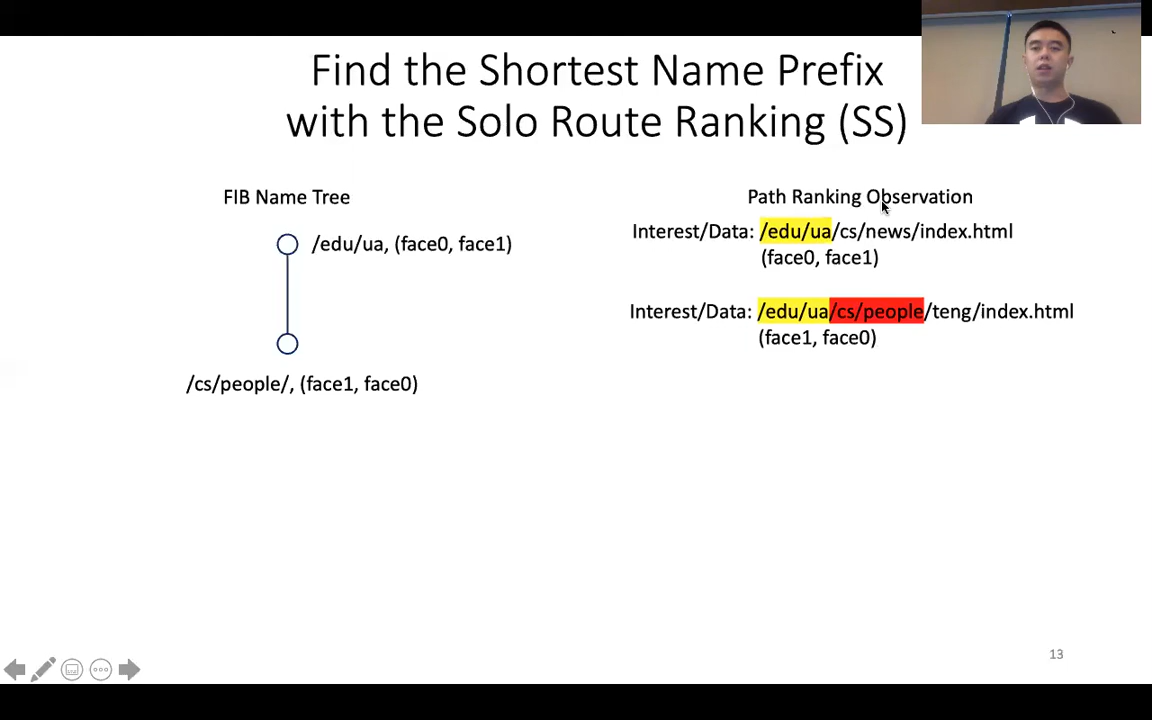 Find the Shortest Name Prefix
with the Solo Route Ranking (SS)
FIB Name Tree
/edu/ua, (face0, face1)
/cs/people/, (face1, face0)
Path Ranking Observation
Interest/Data: /edu/ua/cs/news/index.html
(face0, face1)
Interest/Data: /edu/ua/cs/people/teng/index.html
(face1, face0)
13